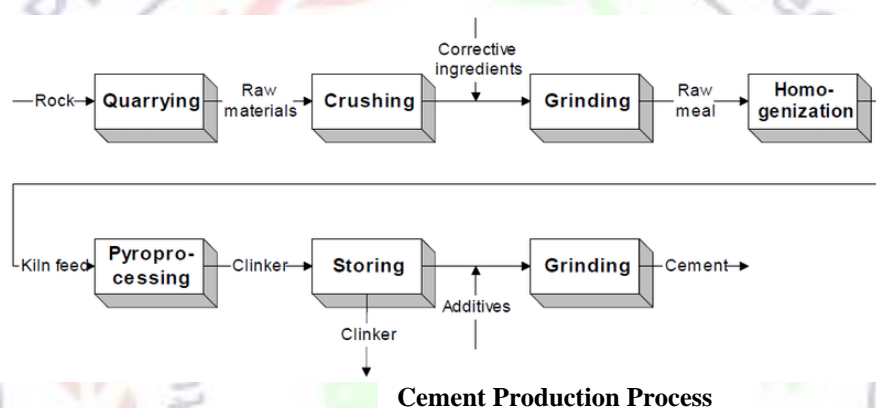 Corrective
ingredients
Rock
Quarrying
Raw
materials
Crushing
Grinding
Raw
meal
Homo-
genization
Kiln feed
Pyropro-
cessing
Clinker
Storing
Grinding
Cement
Additives
Clinker
Cement Production Process